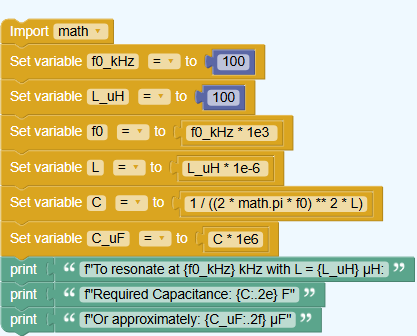 Import math
Set variable f0_kHz = to 100
Set variable L_uH = to 100
Set variable f0 = to f0_kHz * 1e3
Set variable L = to L_uH * 1e-6
Set variable C = to 1 / ((2 * math.pi * f0) ** 2 * L)
Set variable C_uF = to C * 1e6
print “ f"To resonate at {f0_kHz} kHz with L = {L_uH} µH: ”
print “ f"Required Capacitance: {C:.2e} F" ”
print “ f"Or approximately: {C_uF:.2f} µF" ”